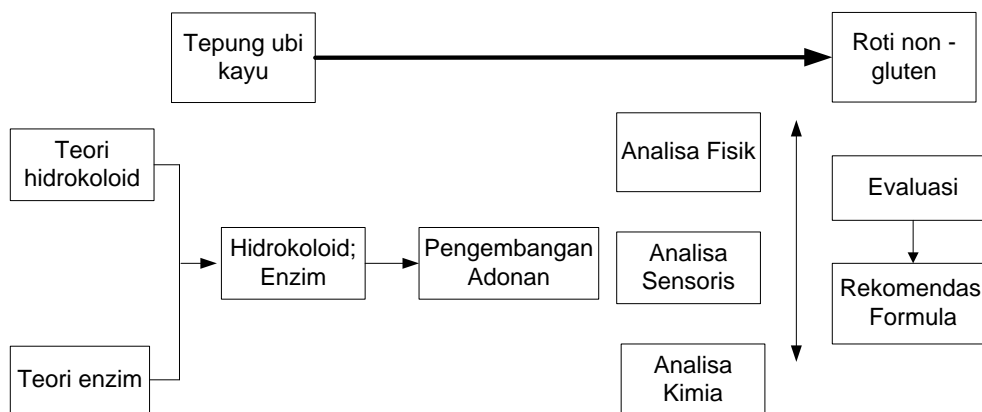 Tepung ubi
kayu
Roti non -
gluten
Teori
hidrokoloid
Analisa Fisik
Evaluasi
Hidrokoloid;
Enzim
Pengembangan
Adonan
Analisa
Sensoris
Rekomendas
Formula
Teori enzim
Analisa
Kimia